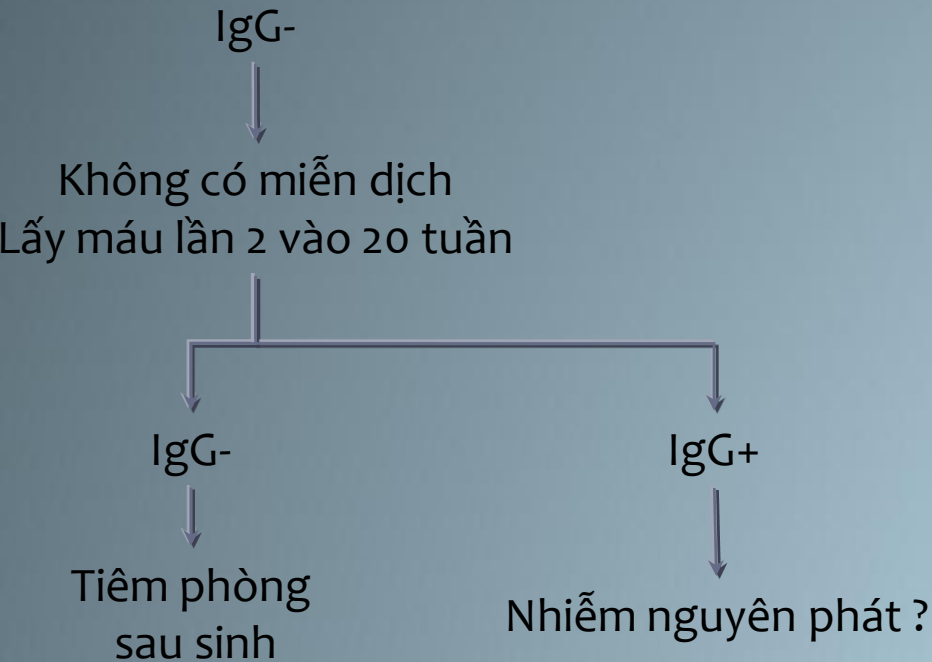 IgG-
Không có miễn dịch
Lấy máu lần 2 vào 20 tuần
IgG-
IgG+
Tiêm phòng
sau sinh
Nhiễm nguyên phát ?